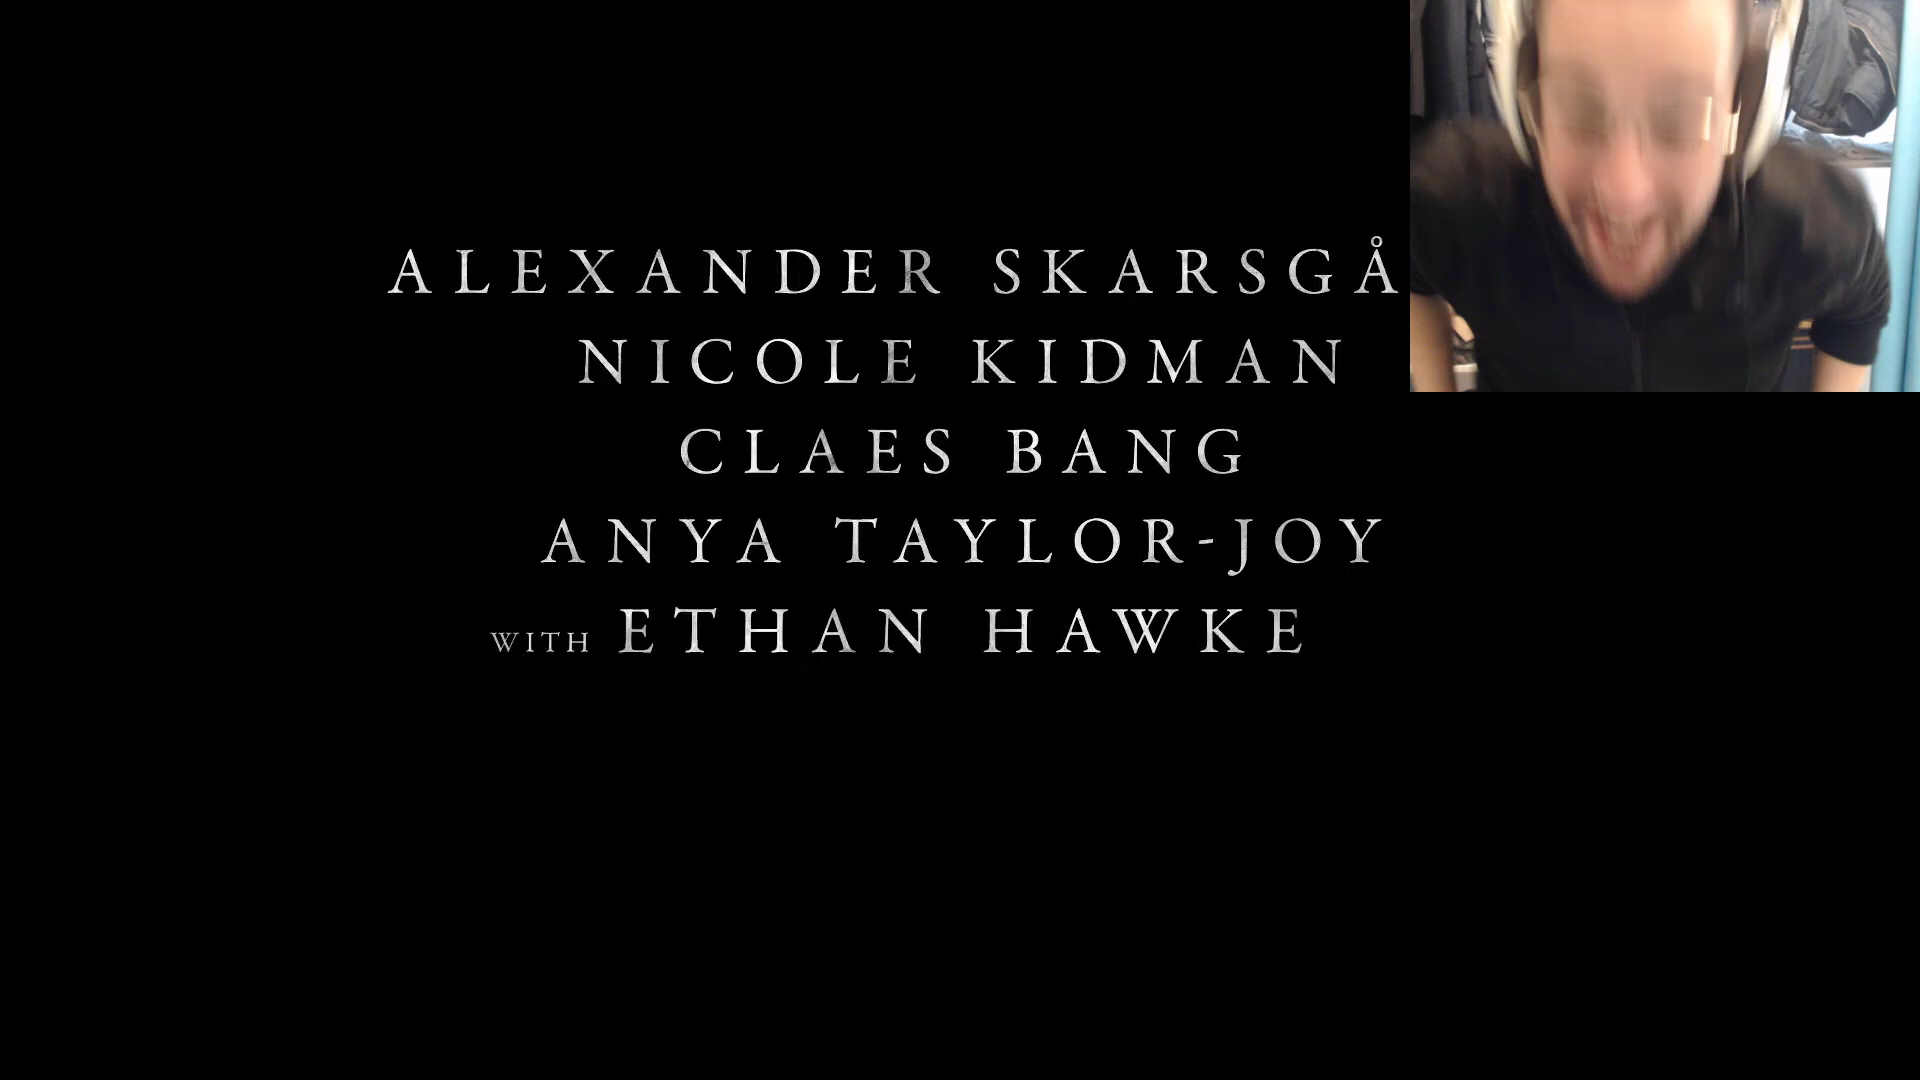 ALEXANDER SKARSGÅ
NICOLE KIDMAN
CLAES BANG
ANYA TAYLOR-JOY
WITH ETHAN HAWKE